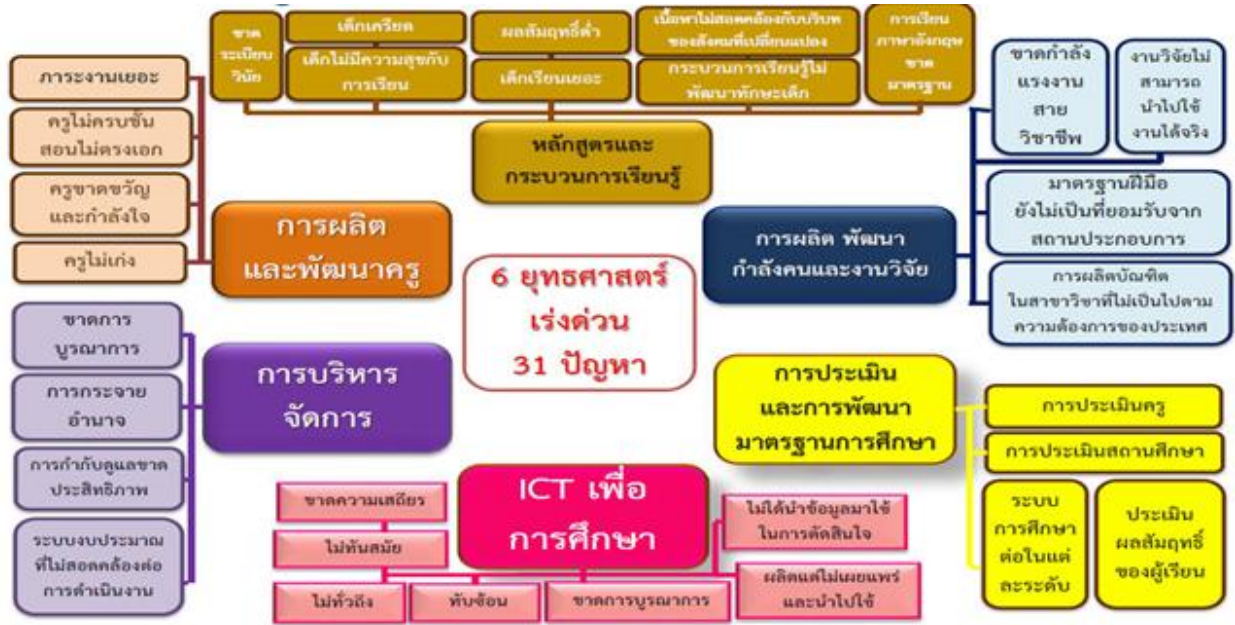 ขาด
ระเบียบ
วินัย
เด็กเครียด
เด็กไม่มีความสุขกับ
การเรียน
ผลสัมฤทธิ์ต่ำ
เด็กเรียนเยอะ
เนื้อหาไม่สอดคล้องกับบริบท
ของสังคมที่เปลี่ยนแปลง
กระบวนการเรียนรู้ไม่
พัฒนาทักษะเด็ก
การเรียน
ภาษาอังกฤษ
ขาด
มาตรฐาน
หลักสูตรและ
กระบวนการเรียนรู้
ภาระงานเยอะ
ครูไม่ครบชั้น
สอนไม่ตรงเอก
ครูขาดขวัญ
และกำลังใจ
ครูไม่เก่ง
การผลิต
และพัฒนาครู
ขาดกำลัง
แรงงาน
สาย
วิชาชีพ
งานวิจัยไม่
สามารถ
นำไปใช้
งานได้จริง
มาตรฐานฝีมือ
ยังไม่เป็นที่ยอมรับจาก
สถานประกอบการ
การผลิตบัณฑิต
ในสาขาวิชาที่ไม่เป็นไปตาม
ความต้องการของประเทศ
การผลิต พัฒนา
กำลังคนและงานวิจัย
6 ยุทธศาสตร์
เร่งด่วน
31 ปัญหา
ขาดการ
บูรณาการ
การกระจาย
อำนาจ
การกำกับดูแลขาด
ประสิทธิภาพ
ระบบงบประมาณ
ที่ไม่สอดคล้องต่อ
การดำเนินงาน
การบริหาร
จัดการ
การประเมิน
และการพัฒนา
มาตรฐานการศึกษา
การประเมินครู
การประเมินสถานศึกษา
ระบบ
การศึกษา
ต่อในแต่
ละระดับ
ประเมิน
ผลสัมฤทธิ์
ของผู้เรียน
ICT เพื่อ
การศึกษา
ขาดความเสถียร
ไม่ทันสมัย
ไม่ทั่วถึง
ทับซ้อน
ขาดการบูรณาการ
ไม่ได้นำข้อมูลมาใช้
ในการตัดสินใจ
ผลิตแต่ไม่เผยแพร่
และนำไปใช้